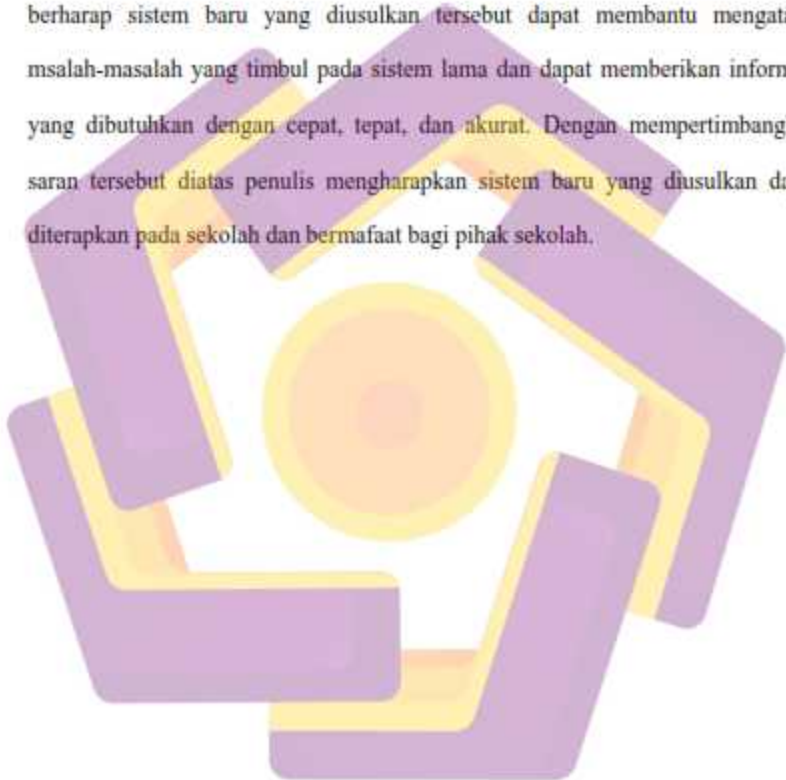 berharap sistem baru yang diusulkan tersebut dapat membantu mengata
msalah-masalah yang timbul pada sistem lama dan dapat memberikan inform
yang dibutuhkan dengan cepat, tepat, dan akurat. Dengan mempertimbang
saran tersebut diatas penulis mengharapkan sistem baru yang diusulkan da
diterapkan pada sekolah dan bermafaat bagi pihak sekolah.